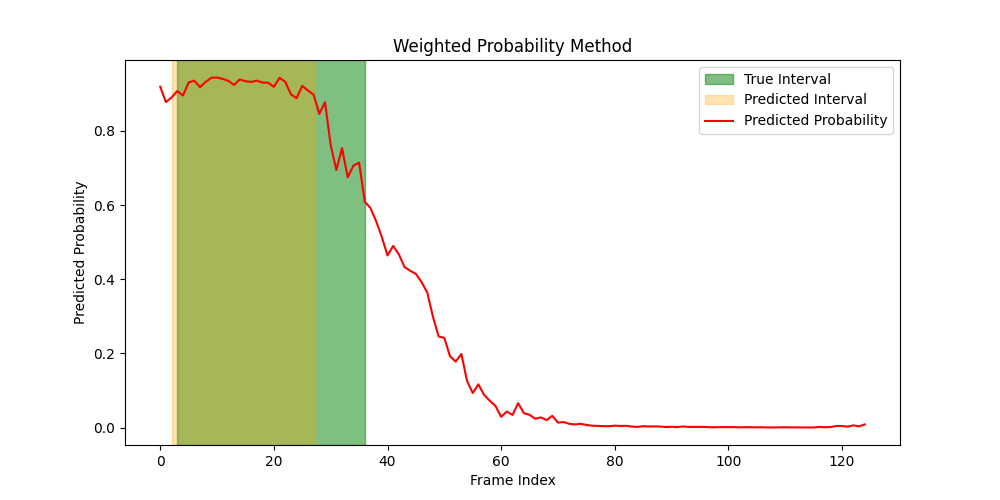 Weighted Probability Method
True Interval
Predicted Interval
Predicted Probability
Predicted Probability
0.8
0.6
0.4
0.2
0.0
0 20 40 60 80 100 120
Frame Index